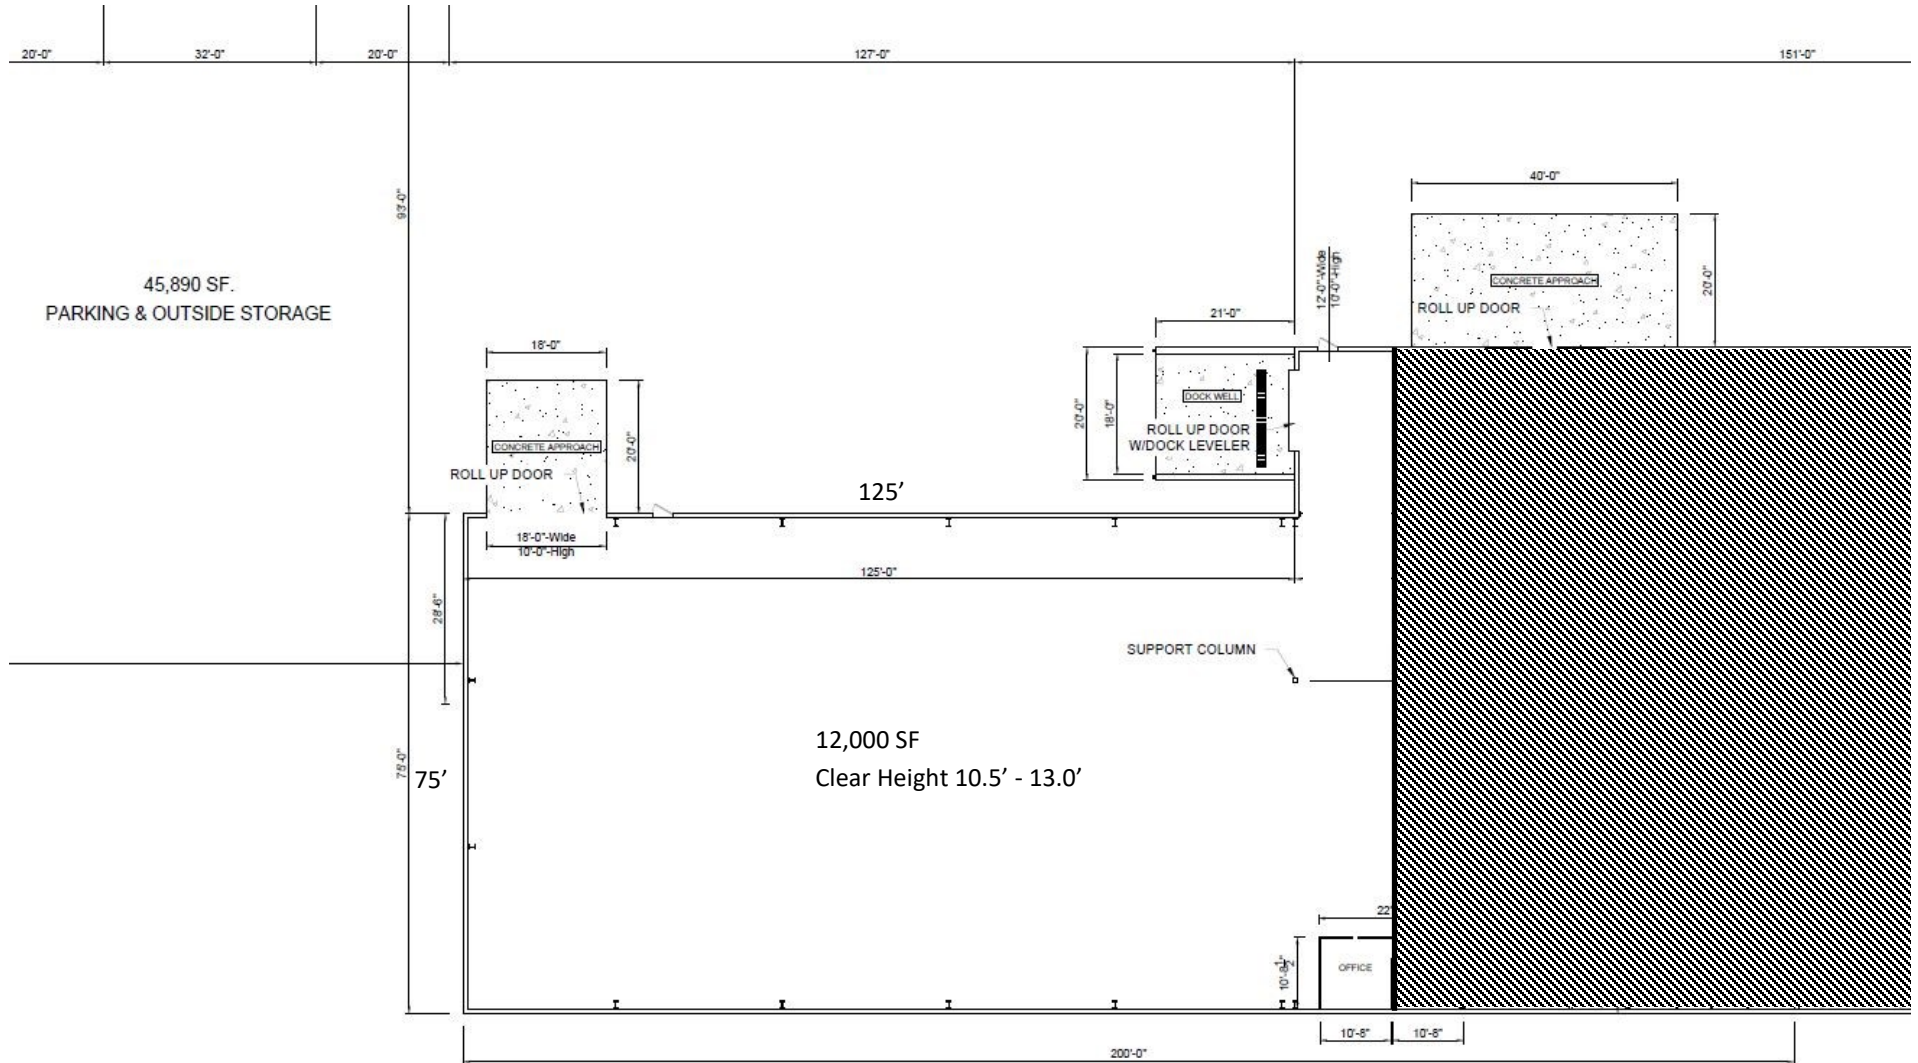 20'-0" 32'-0" 20'-0" 127'-0" 151'-0"
93'-0"
40'-0"
12'-0"-Wide
10'-0"-High
20'-0"
CONCRETE APPROACH
ROLL UP DOOR
45,890 SF.
PARKING & OUTSIDE STORAGE
21'-0"
18'-0"
20'-0"
18'-0"
DOCK WELL
ROLL UP DOOR
W/DOCK LEVELER
CONCRETE APPROACH
20'-0"
ROLL UP DOOR
125’
18'-0"-Wide
10'-0"-High
125'-0"
28'-6"
SUPPORT COLUMN
12,000 SF
Clear Height 10.5’ - 13.0’
75'-0"
75’
22'
10'-8 1/2"
OFFICE
10'-8" 10'-8"
200'-0"